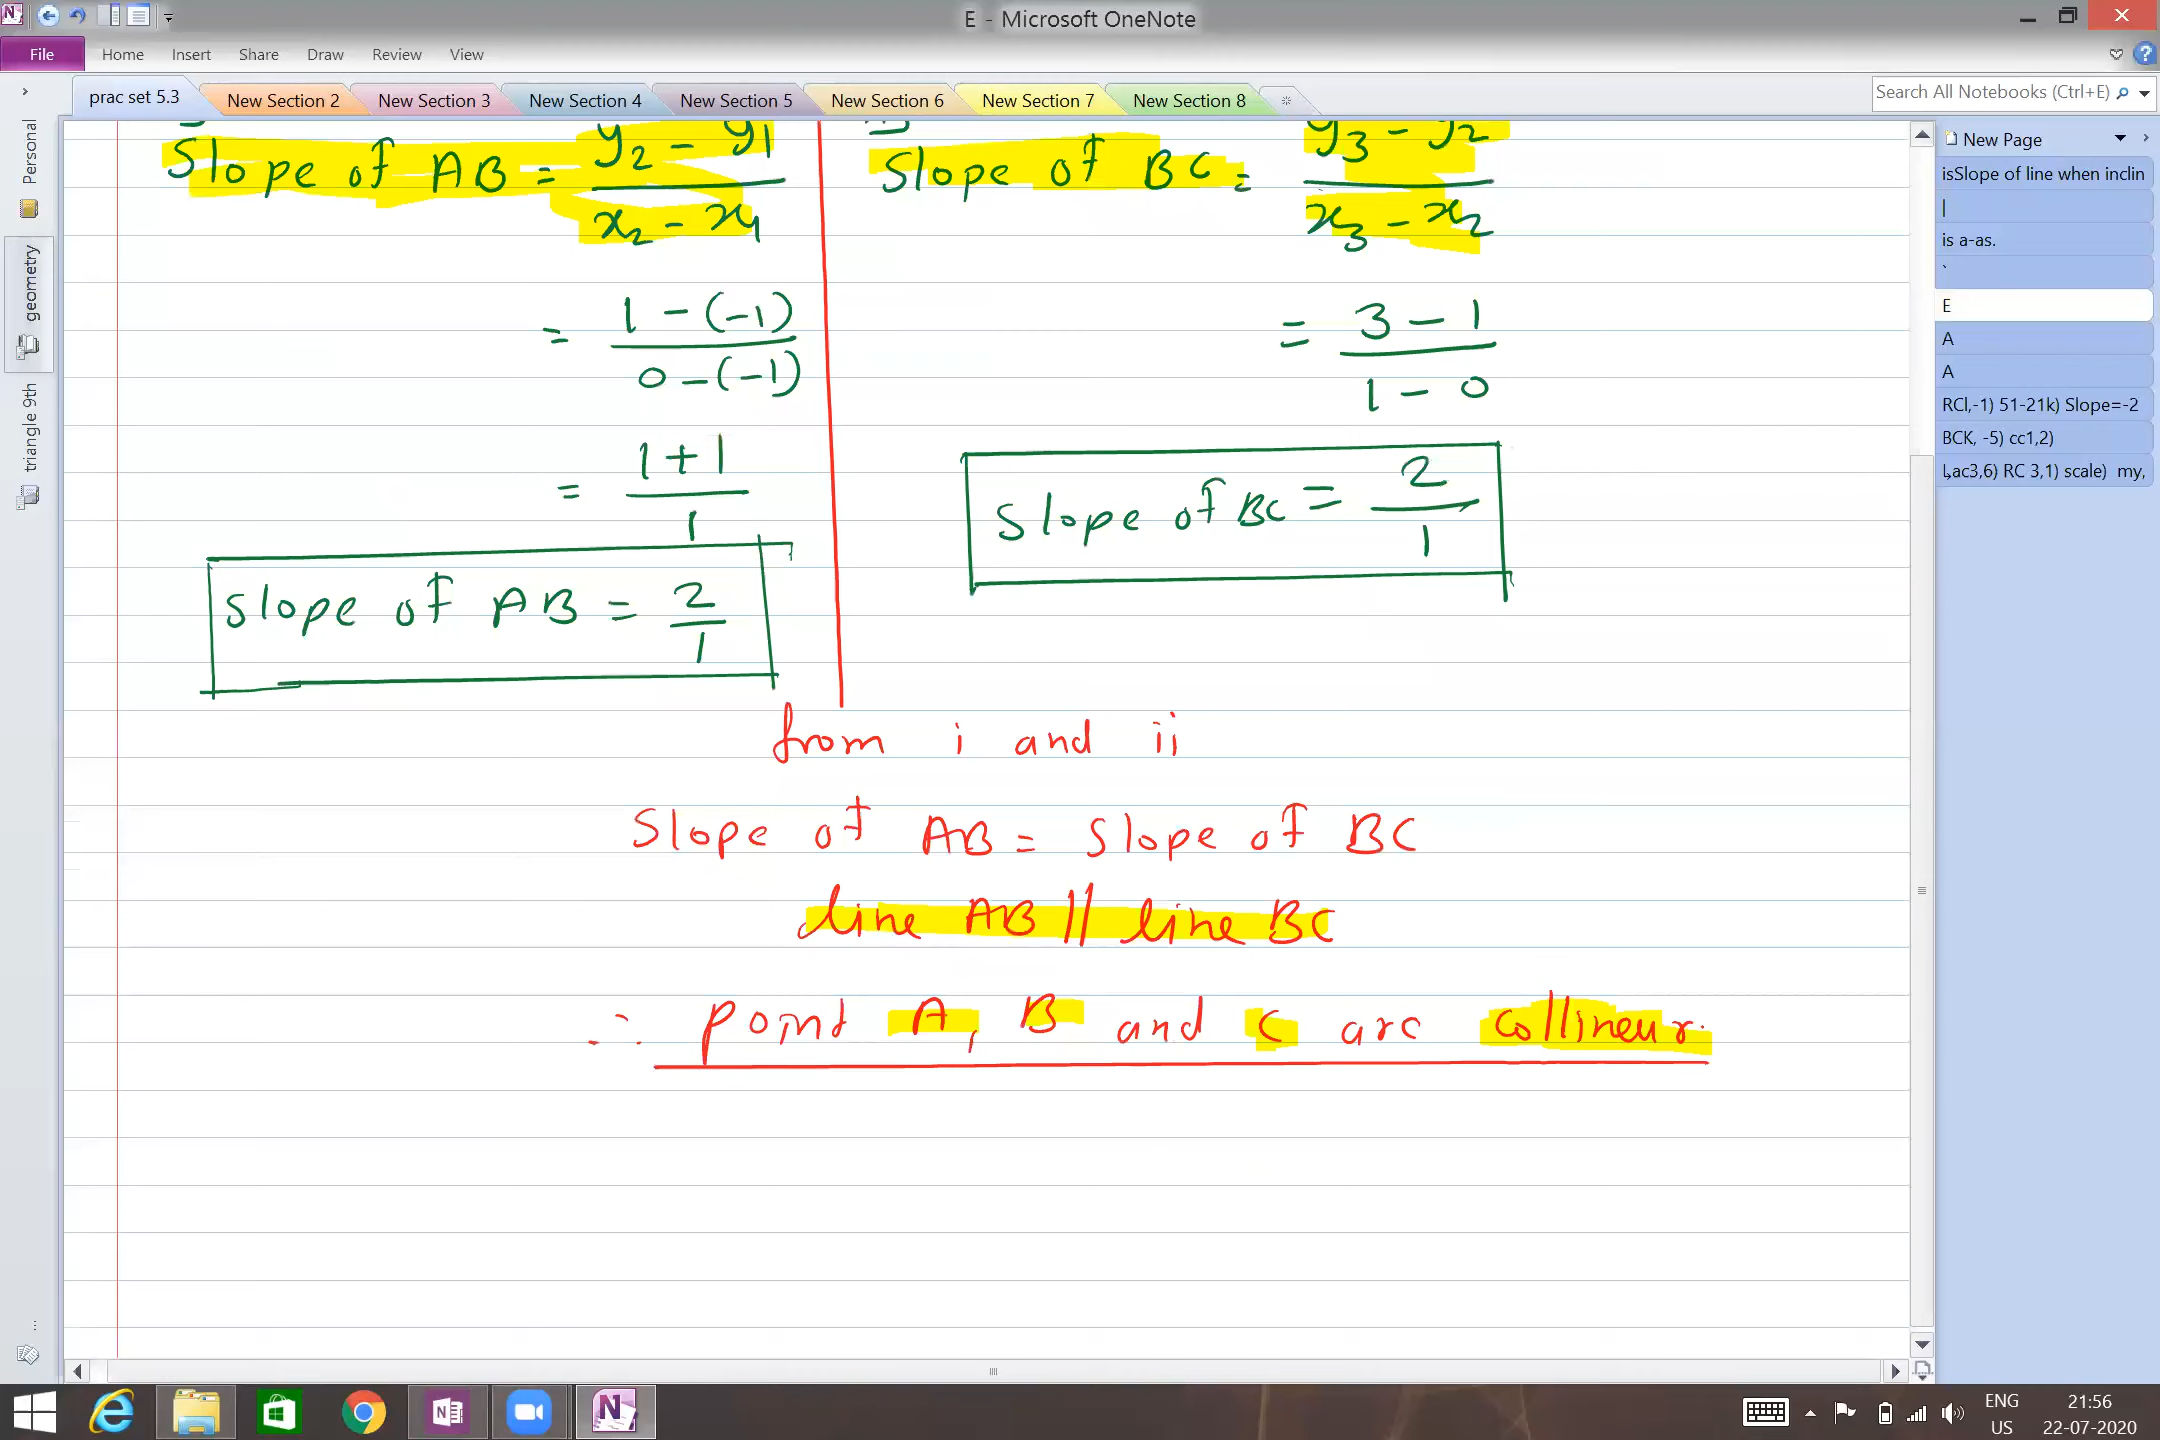 E - Microsoft OneNote
File Home Insert Share Draw Review View
prac set 5.3 New Section 2 New Section 3 New Section 4 New Section 5 New Section 6 New Section 7 New Section 8
Search All Notebooks (Ctrl+E)
Personal
geometry
triangle 9th
New Page
isSlope of line when inclin
|
is a-as.
`
E
A
A
RCl,-1) 51-21k) Slope=-2
BCK, -5) cc1,2)
L,ac3,6) RC 3,1) scale) my,
Slope of AB = y2 - y1 / x2 - x1
= 1 - (-1) / 0 - (-1)
= 1 + 1 / 1
Slope of AB = 2/1
Slope of BC = y3 - y2 / x3 - x2
= 3 - 1 / 1 - 0
Slope of BC = 2/1
from i and ii
Slope of AB = Slope of BC
line AB || line BC
∴ point A, B and C are collinear.
ENG
US
21:56
22-07-2020